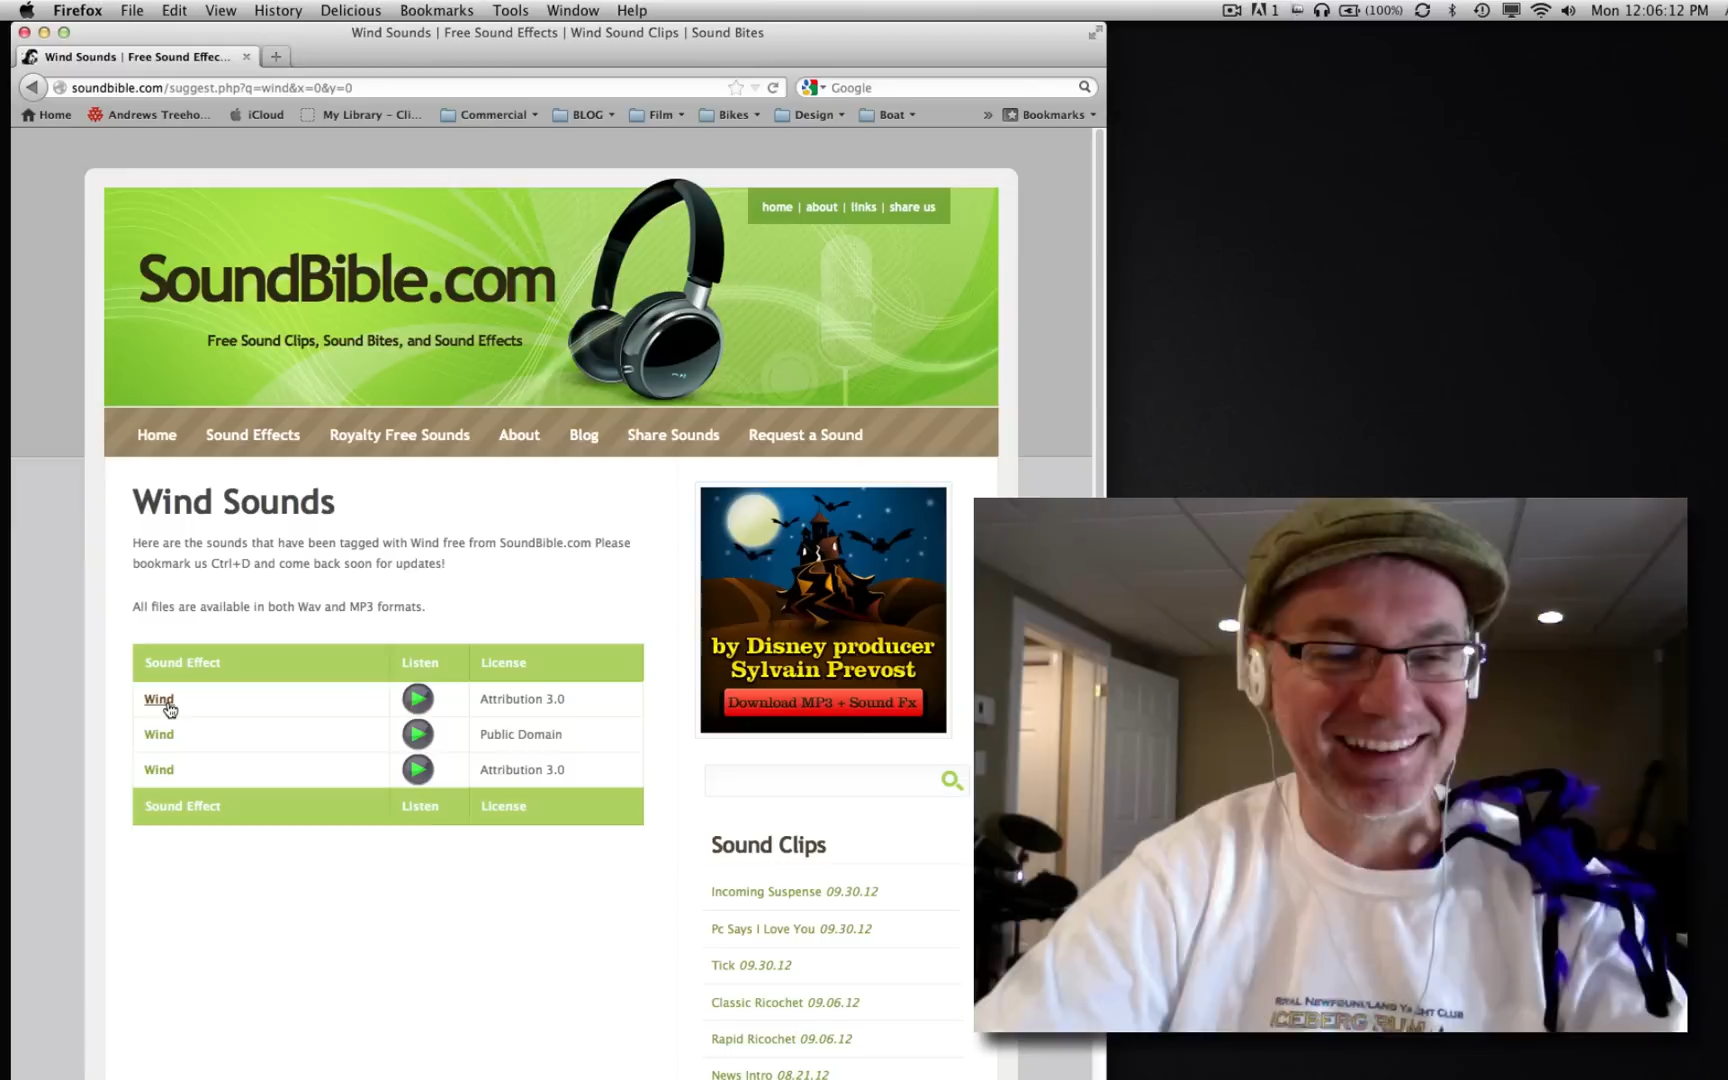 Firefox File Edit View History Delicious Bookmarks Tools Window Help
1 (100%) Mon 12:06:12 PM
Wind Sounds | Free Sound Effects | Wind Sound Clips | Sound Bites
Wind Sounds | Free Sound Effec...
soundbible.com/suggest.php?q=wind&x=0&y=0
Google
Home Andrews Treeho... iCloud My Library – Cli... Commercial BLOG Film Bikes Design Boat » Bookmarks
home | about | links | share us
SoundBible.com
Free Sound Clips, Sound Bites, and Sound Effects
Home Sound Effects Royalty Free Sounds About Blog Share Sounds Request a Sound
Wind Sounds
Here are the sounds that have been tagged with Wind free from SoundBible.com Please
bookmark us Ctrl+D and come back soon for updates!
All files are available in both Wav and MP3 formats.
Sound Effect Listen License
Wind Attribution 3.0
Wind Public Domain
Wind Attribution 3.0
Sound Effect Listen License
by Disney producer
Sylvain Prevost
Download MP3 + Sound Fx
Sound Clips
Incoming Suspense 09.30.12
Pc Says I Love You 09.30.12
Tick 09.30.12
Classic Ricochet 09.06.12
Rapid Ricochet 09.06.12
News Intro 08.21.12
ROYAL NEWFOUNDLAND YACHT CLUB
ICEBERG RUN